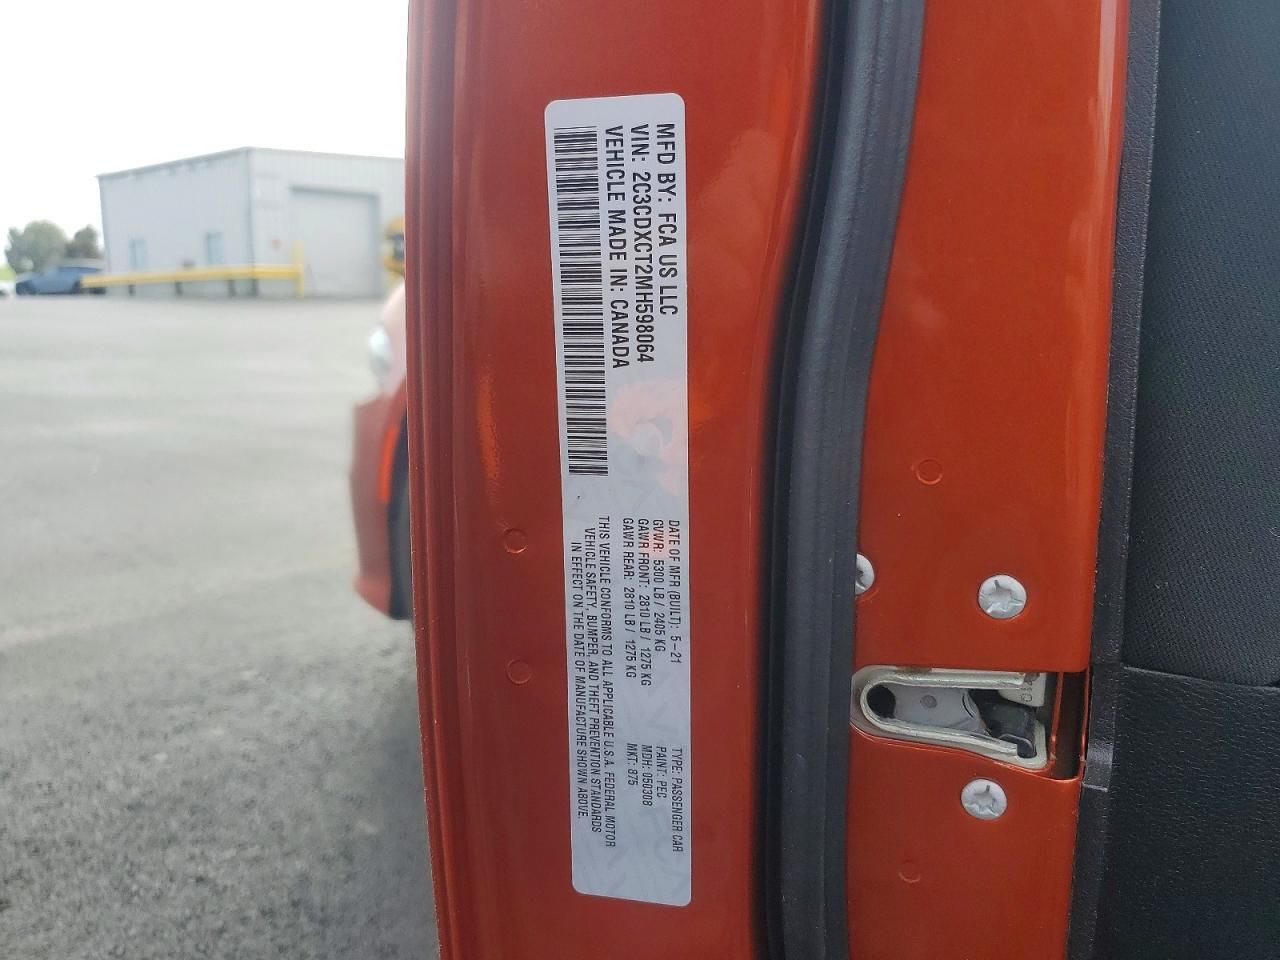 MFD BY: FCA US LLC
VIN: 2C3CDXCT2MH598064
VEHICLE MADE IN: CANADA
DATE OF MFR (BUILT): 5-21
GVWR: 5300 LB / 2405 KG
GAWR FRONT: 2810 LB / 1275 KG
GAWR REAR: 2810 LB / 1275 KG
THIS VEHICLE CONFORMS TO ALL APPLICABLE U.S.A. FEDERAL MOTOR
VEHICLE SAFETY, BUMPER, AND THEFT PREVENTION STANDARDS
IN EFFECT ON THE DATE OF MANUFACTURE SHOWN ABOVE.
TYPE: PASSENGER CAR
PAINT: PEC
MDH: 050308
MKT: 875